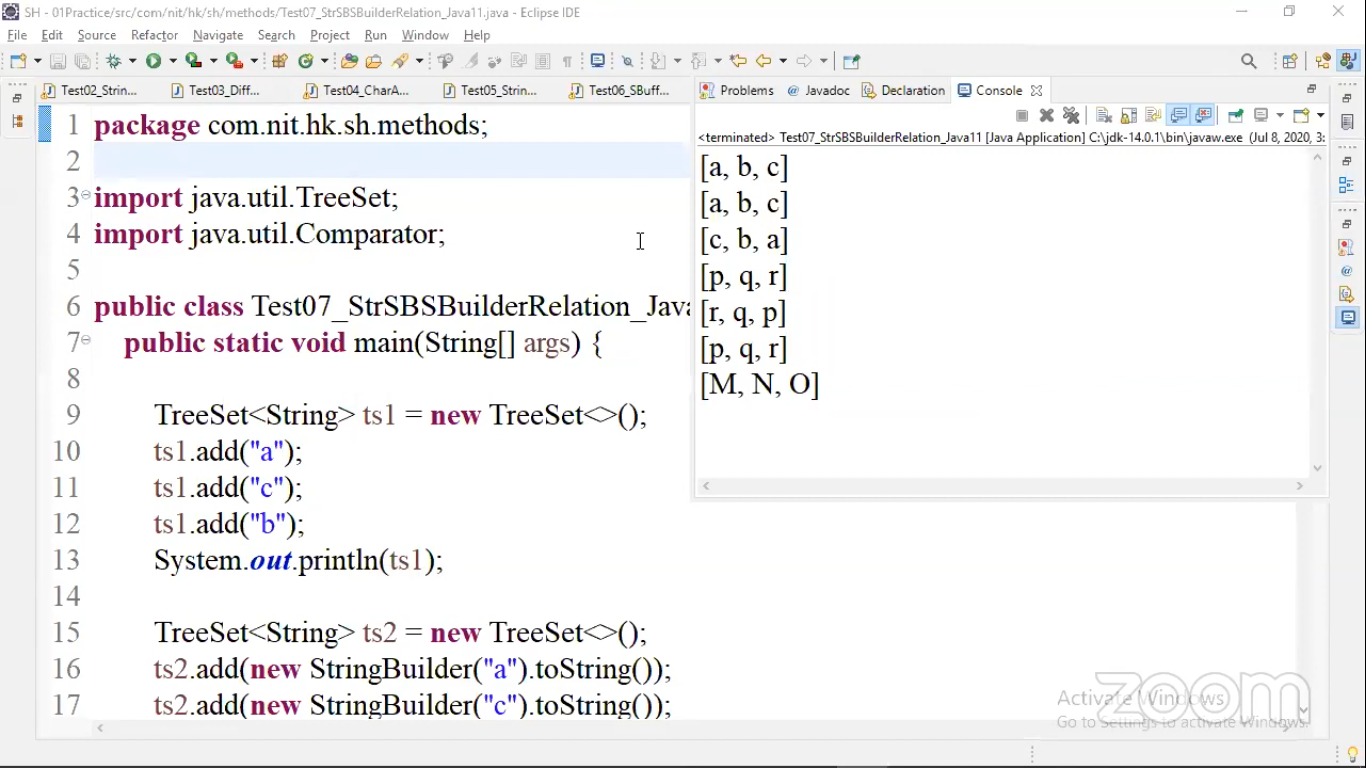 SH - 01Practice/src/com/nit/hk/sh/methods/Test07_StrSBSBuilderRelation_Java11.java - Eclipse IDE
File Edit Source Refactor Navigate Search Project Run Window Help
Test02_Strin... Test03_Diff... Test04_CharA... Test05_Strin... Test06_SBuff...
Problems Javadoc Declaration Console
<terminated> Test07_StrSBSBuilderRelation_Java11 [Java Application] C:\jdk-14.0.1\bin\javaw.exe (Jul 8, 2020, 3:
1 package com.nit.hk.sh.methods;
2
3 import java.util.TreeSet;
4 import java.util.Comparator;
5
6 public class Test07_StrSBSBuilderRelation_Java
7 public static void main(String[] args) {
8
9 TreeSet<String> ts1 = new TreeSet<>();
10 ts1.add("a");
11 ts1.add("c");
12 ts1.add("b");
13 System.out.println(ts1);
14
15 TreeSet<String> ts2 = new TreeSet<>();
16 ts2.add(new StringBuilder("a").toString());
17 ts2.add(new StringBuilder("c").toString());
[a, b, c]
[a, b, c]
[c, b, a]
[p, q, r]
[r, q, p]
[p, q, r]
[M, N, O]
Activate Windows
Go to Settings to activate Windows.
zoom